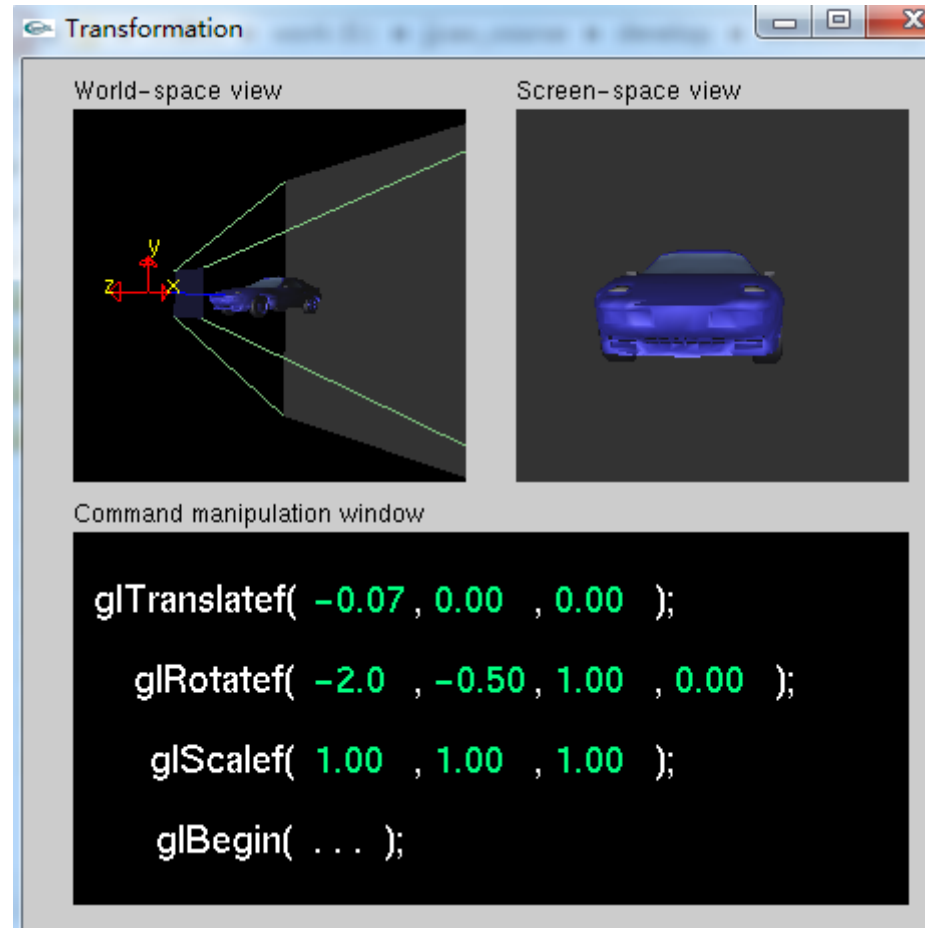 Transformation
World-space view
Screen-space view
y
z
x
Command manipulation window
glTranslatef( -0.07 , 0.00 , 0.00 );
glRotatef( -2.0 , -0.50 , 1.00 , 0.00 );
glScalef( 1.00 , 1.00 , 1.00 );
glBegin( ... );